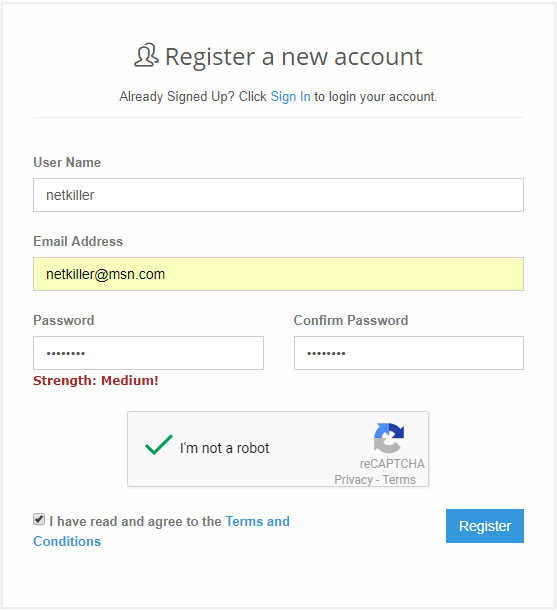 Register a new account
Already Signed Up? Click Sign In to login your account.
User Name
netkiller
Email Address
netkiller@msn.com
Password
Confirm Password
••••••••
••••••••
Strength: Medium!
I'm not a robot
reCAPTCHA
Privacy - Terms
I have read and agree to the Terms and
Conditions
Register